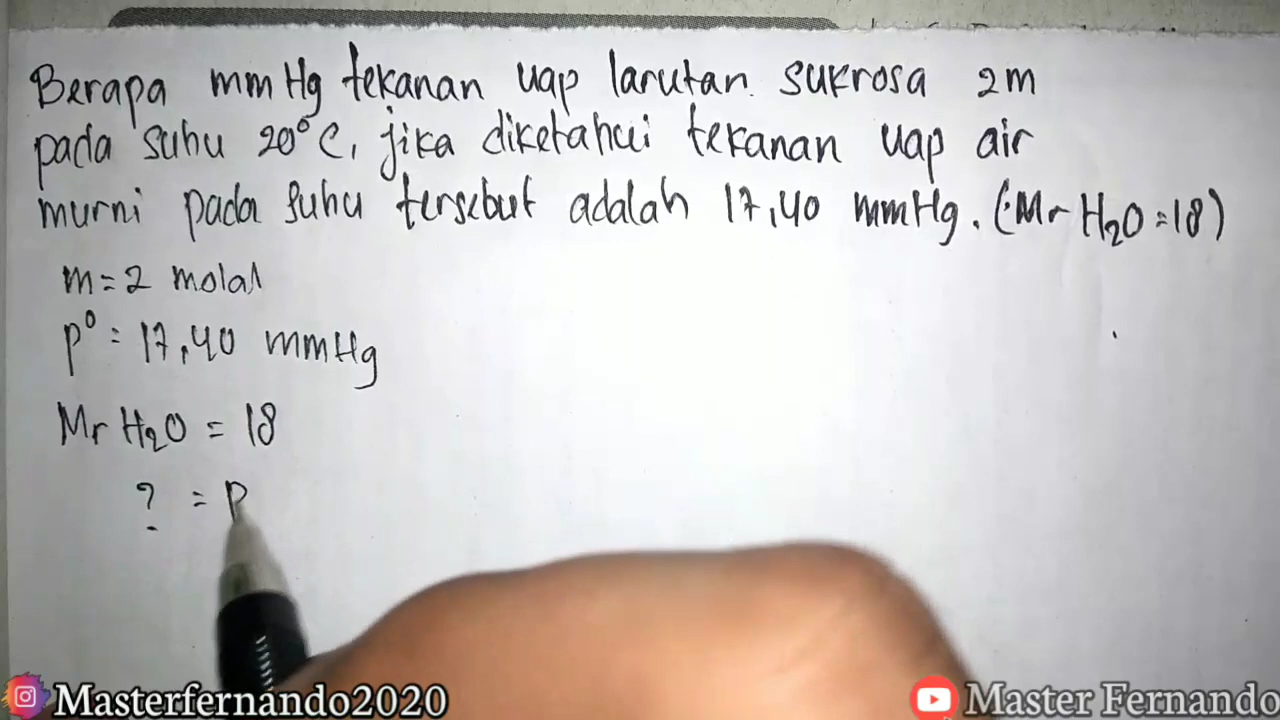 Berapa mmHg tekanan uap larutan sukrosa 2m
pada suhu 20°C, jika diketahui tekanan uap air
murni pada suhu tersebut adalah 17,40 mmHg. (Mr H₂O = 18)
m = 2 molal
P° = 17,40 mmHg
Mr H₂O = 18
? = P
Masterfernando2020
Master Fernando